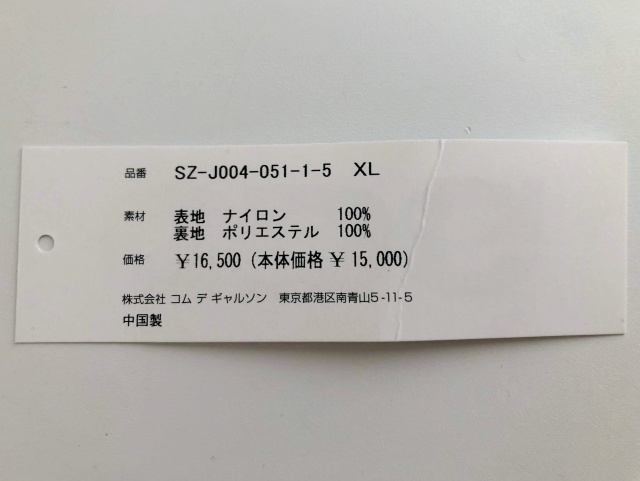 品番 SZ-J004-051-1-5 XL
素材 表地 ナイロン 100%
裏地 ポリエステル 100%
価格 ¥16,500 (本体価格 ¥ 15,000)
株式会社 コム デ ギャルソン 東京都港区南青山5-11-5
中国製